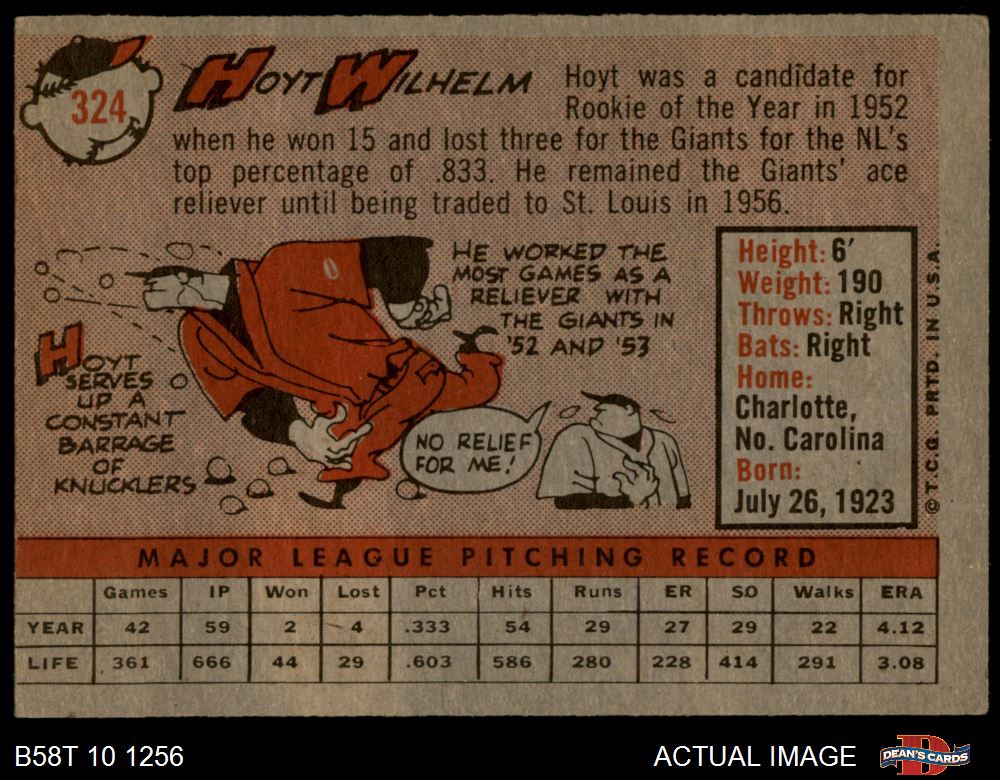 324
HOYT WILHELM
Hoyt was a candidate for
Rookie of the Year in 1952
when he won 15 and lost three for the Giants for the NL's
top percentage of .833. He remained the Giants' ace
reliever until being traded to St. Louis in 1956.
HE WORKED THE
MOST GAMES AS A
RELIEVER WITH
THE GIANTS IN
'52 AND '53
HOYT
SERVES
UP A
CONSTANT
BARRAGE
OF
KNUCKLERS
NO RELIEF
FOR ME!
Height: 6'
Weight: 190
Throws: Right
Bats: Right
Home:
Charlotte,
No. Carolina
Born:
July 26, 1923
© T.C.G. PRTD. IN U.S.A.
MAJOR LEAGUE PITCHING RECORD
Games IP Won Lost Pct Hits Runs ER SO Walks ERA
YEAR 42 59 2 4 .333 54 29 27 29 22 4.12
LIFE 361 666 44 29 .603 586 280 228 414 291 3.08
B58T 10 1256 ACTUAL IMAGE DEAN'S CARDS